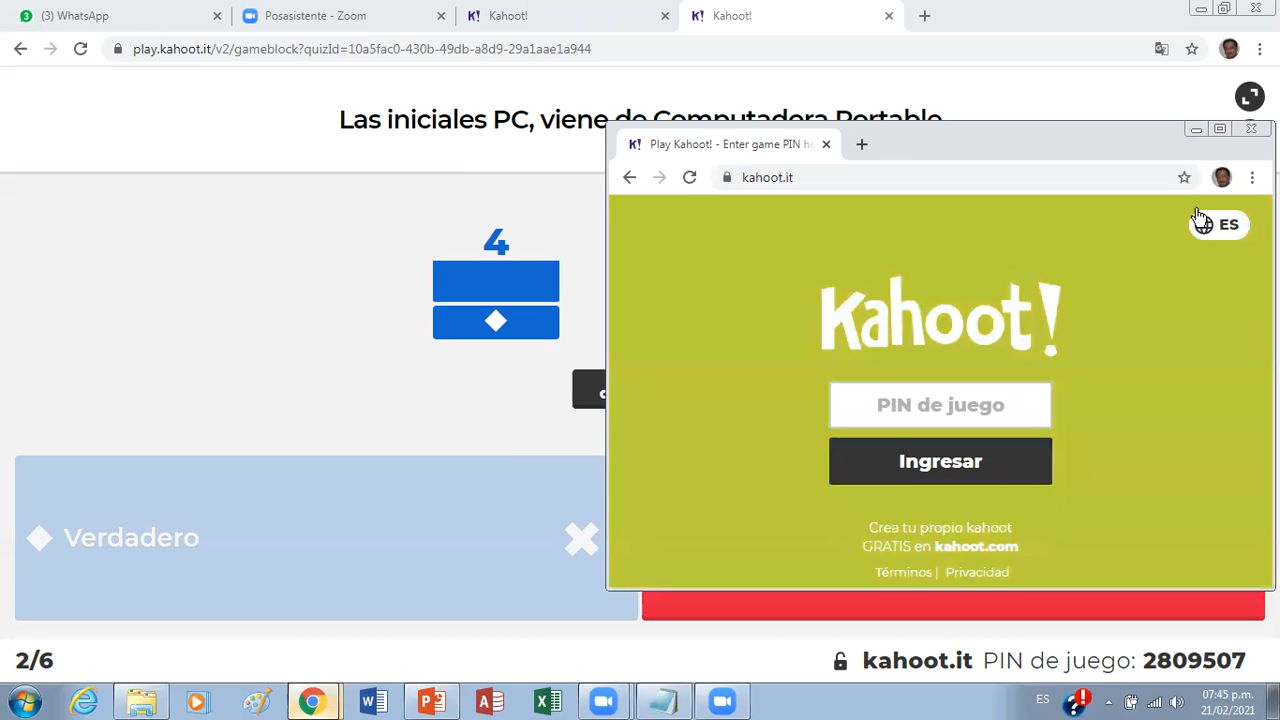 (3) WhatsApp
Posasistente - Zoom
Kahoot!
Kahoot!
play.kahoot.it/v2/gameblock?quizId=10a5fac0-430b-49db-a8d9-29a1aae1a944
Las iniciales PC, viene de Computadora Portable
4
Verdadero
Play Kahoot! - Enter game PIN he
kahoot.it
ES
Kahoot!
PIN de juego
Ingresar
Crea tu propio kahoot
GRATIS en kahoot.com
Términos | Privacidad
2/6
kahoot.it PIN de juego: 2809507
ES
07:45 p.m.
21/02/2021